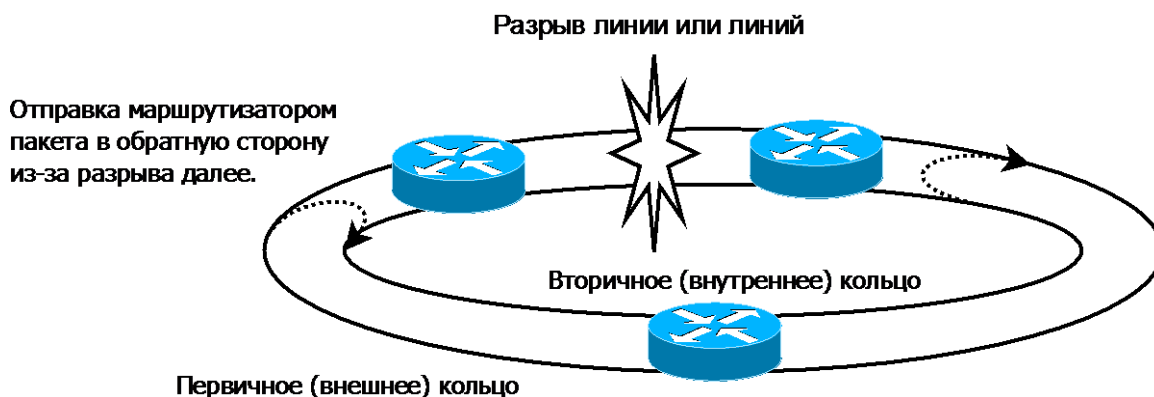 Разрыв линии или линий
Отправка маршрутизатором
пакета в обратную сторону
из-за разрыва далее.
Вторичное (внутреннее) кольцо
Первичное (внешнее) кольцо